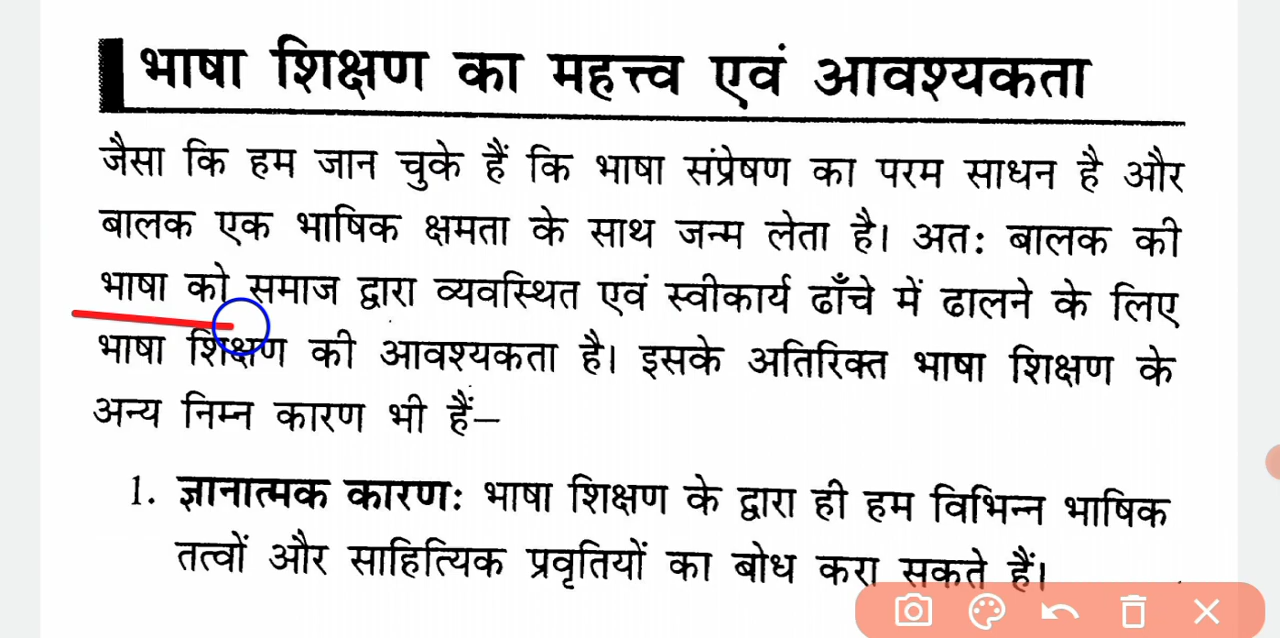 भाषा शिक्षण का महत्त्व एवं आवश्यकता
जैसा कि हम जान चुके हैं कि भाषा संप्रेषण का परम साधन है और
बालक एक भाषिक क्षमता के साथ जन्म लेता है। अतः बालक की
भाषा को समाज द्वारा व्यवस्थित एवं स्वीकार्य ढाँचे में ढालने के लिए
भाषा शिक्षण की आवश्यकता है। इसके अतिरिक्त भाषा शिक्षण के
अन्य निम्न कारण भी हैं–
1. ज्ञानात्मक कारणः भाषा शिक्षण के द्वारा ही हम विभिन्न भाषिक
तत्वों और साहित्यिक प्रवृतियों का बोध करा सकते हैं।